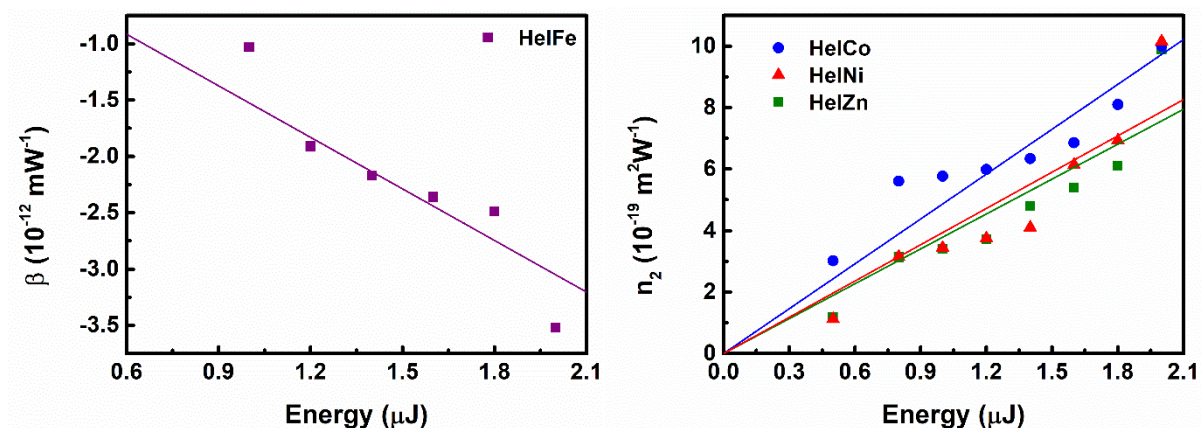 β (10⁻¹² mW⁻¹)
-1.0
-1.5
-2.0
-2.5
-3.0
-3.5
HelFe
0.6 0.9 1.2 1.5 1.8 2.1
Energy (μJ)
n₂ (10⁻¹⁹ m²W⁻¹)
10
8
6
4
2
0
HelCo
HelNi
HelZn
0.0 0.3 0.6 0.9 1.2 1.5 1.8 2.1
Energy (μJ)